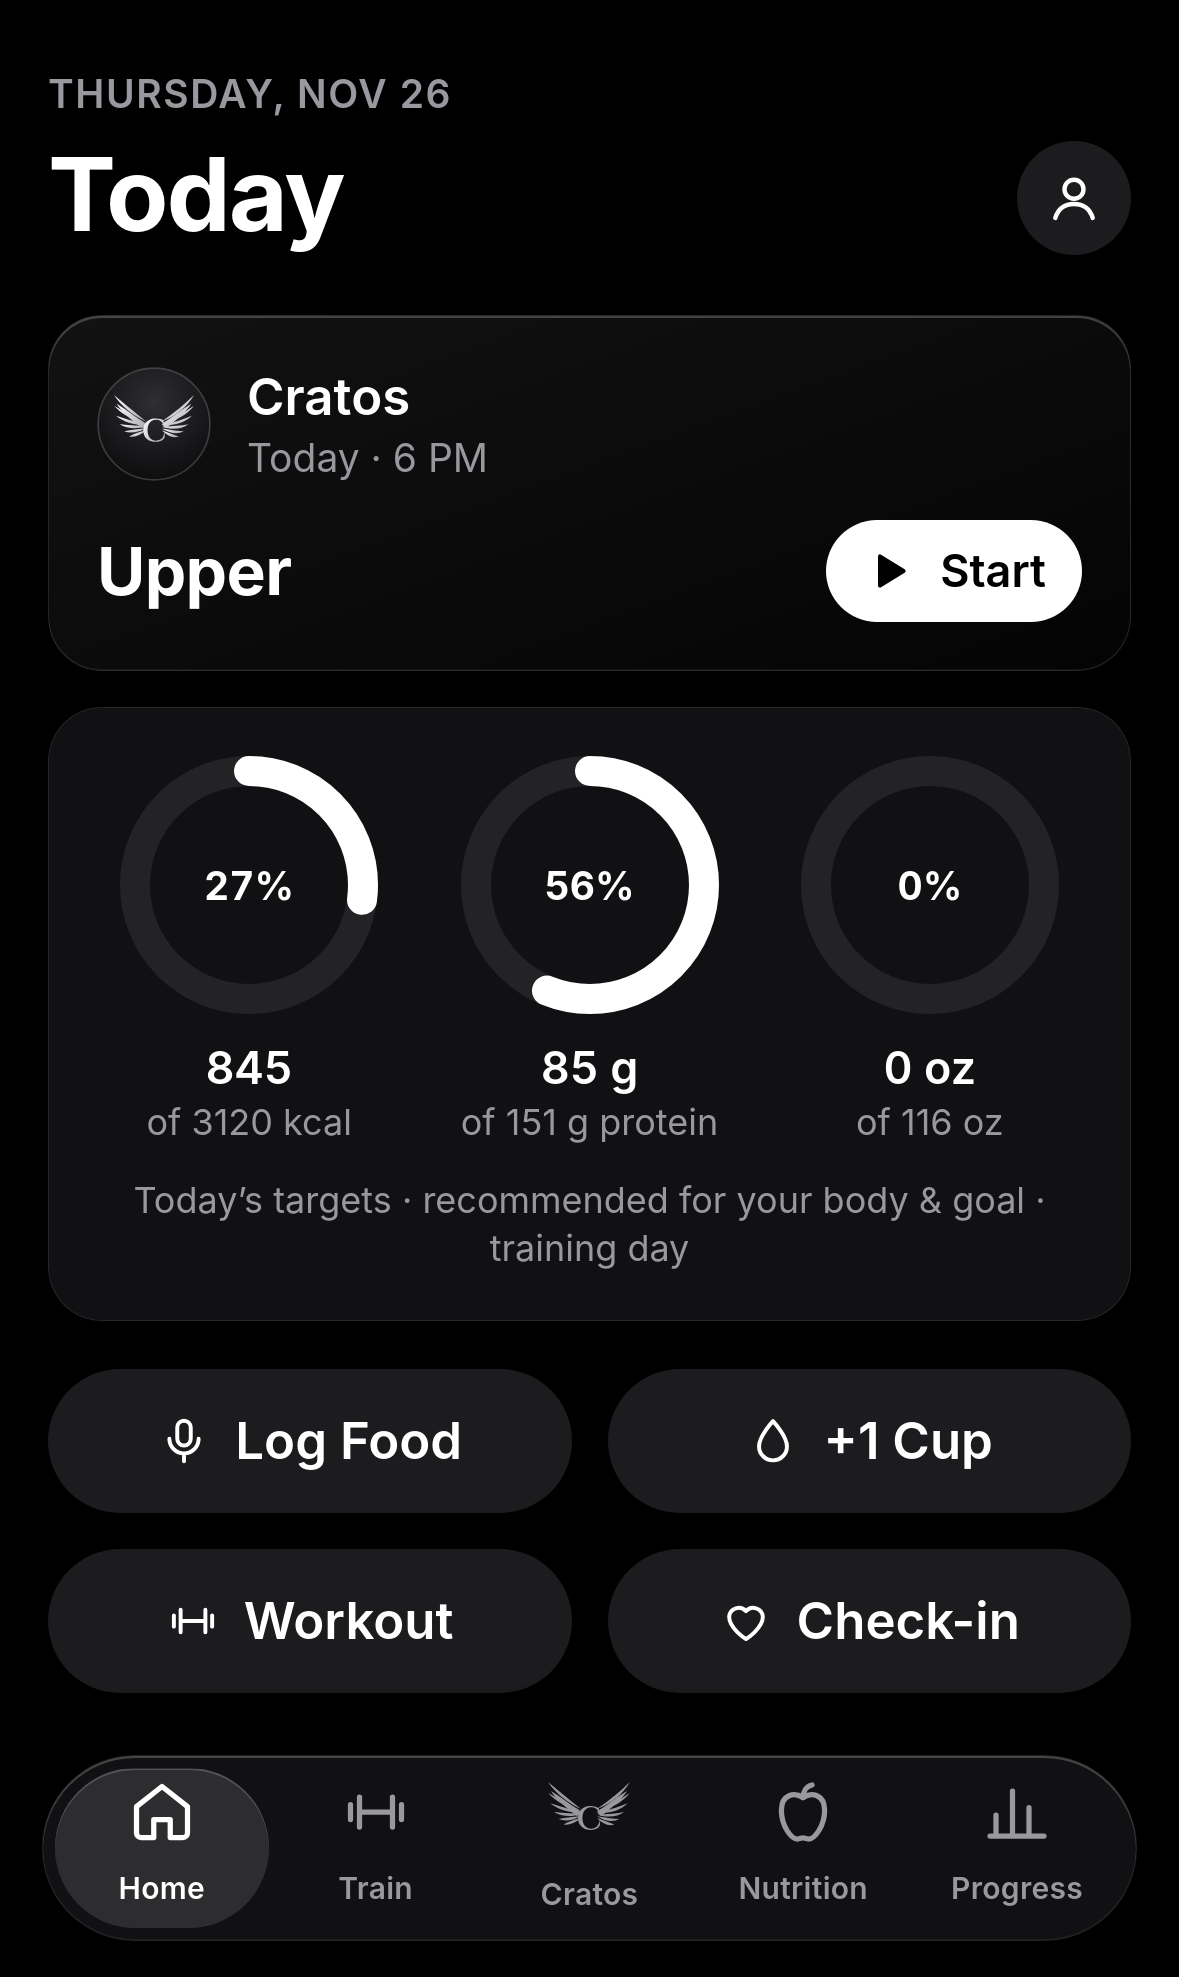 THURSDAY, NOV 26
Today
Cratos
Today · 6 PM
Upper
Start
27%
56%
0%
845
85 g
0 oz
of 3120 kcal
of 151 g protein
of 116 oz
Today’s targets · recommended for your body & goal ·
training day
Log Food
+1 Cup
Workout
Check-in
Home
Train
Cratos
Nutrition
Progress